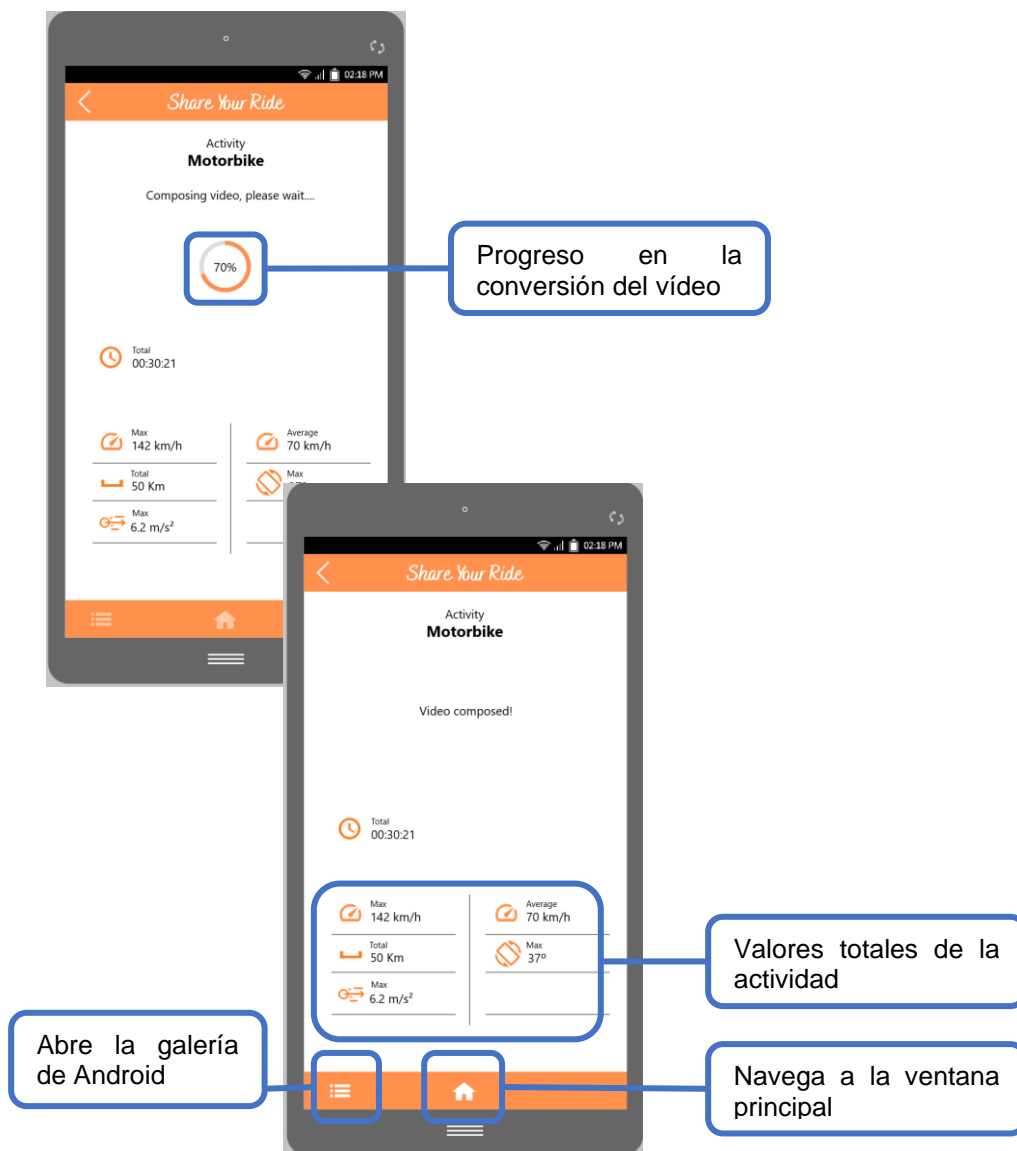 02:18 PM
Share Your Ride
Activity
Motorbike
Composing video, please wait....
70%
Progreso en la
conversión del vídeo
Total
00:30:21
Max
142 km/h
Average
70 km/h
Total
50 Km
Max
Max
6.2 m/s²
02:18 PM
Share Your Ride
Activity
Motorbike
Video composed!
Total
00:30:21
Max
142 km/h
Average
70 km/h
Total
50 Km
Max
37º
Max
6.2 m/s²
Valores totales de la
actividad
Abre la galería
de Android
Navega a la ventana
principal